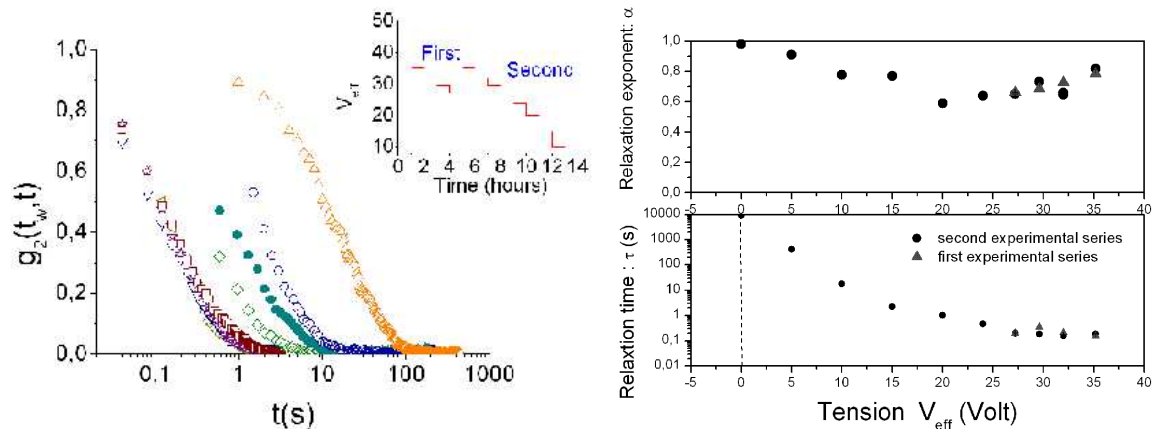 g₂(t_w,t)
1,0
0,8
0,6
0,4
0,2
0,0
0.1 1 10 100 1000
t(s)
V_eff
50
40
30
20
10
First
Second
0 2 4 6 8 10 12 14
Time (hours)
Relaxation exponent: α
1,0
0,8
0,6
0,4
0,2
0,0
-5 0 5 10 15 20 25 30 35 40
Relaxtion time : τ (s)
10000
1000
100
10
1
0,1
0,01
second experimental series
first experimental series
-5 0 5 10 15 20 25 30 35 40
Tension V_eff (Volt)